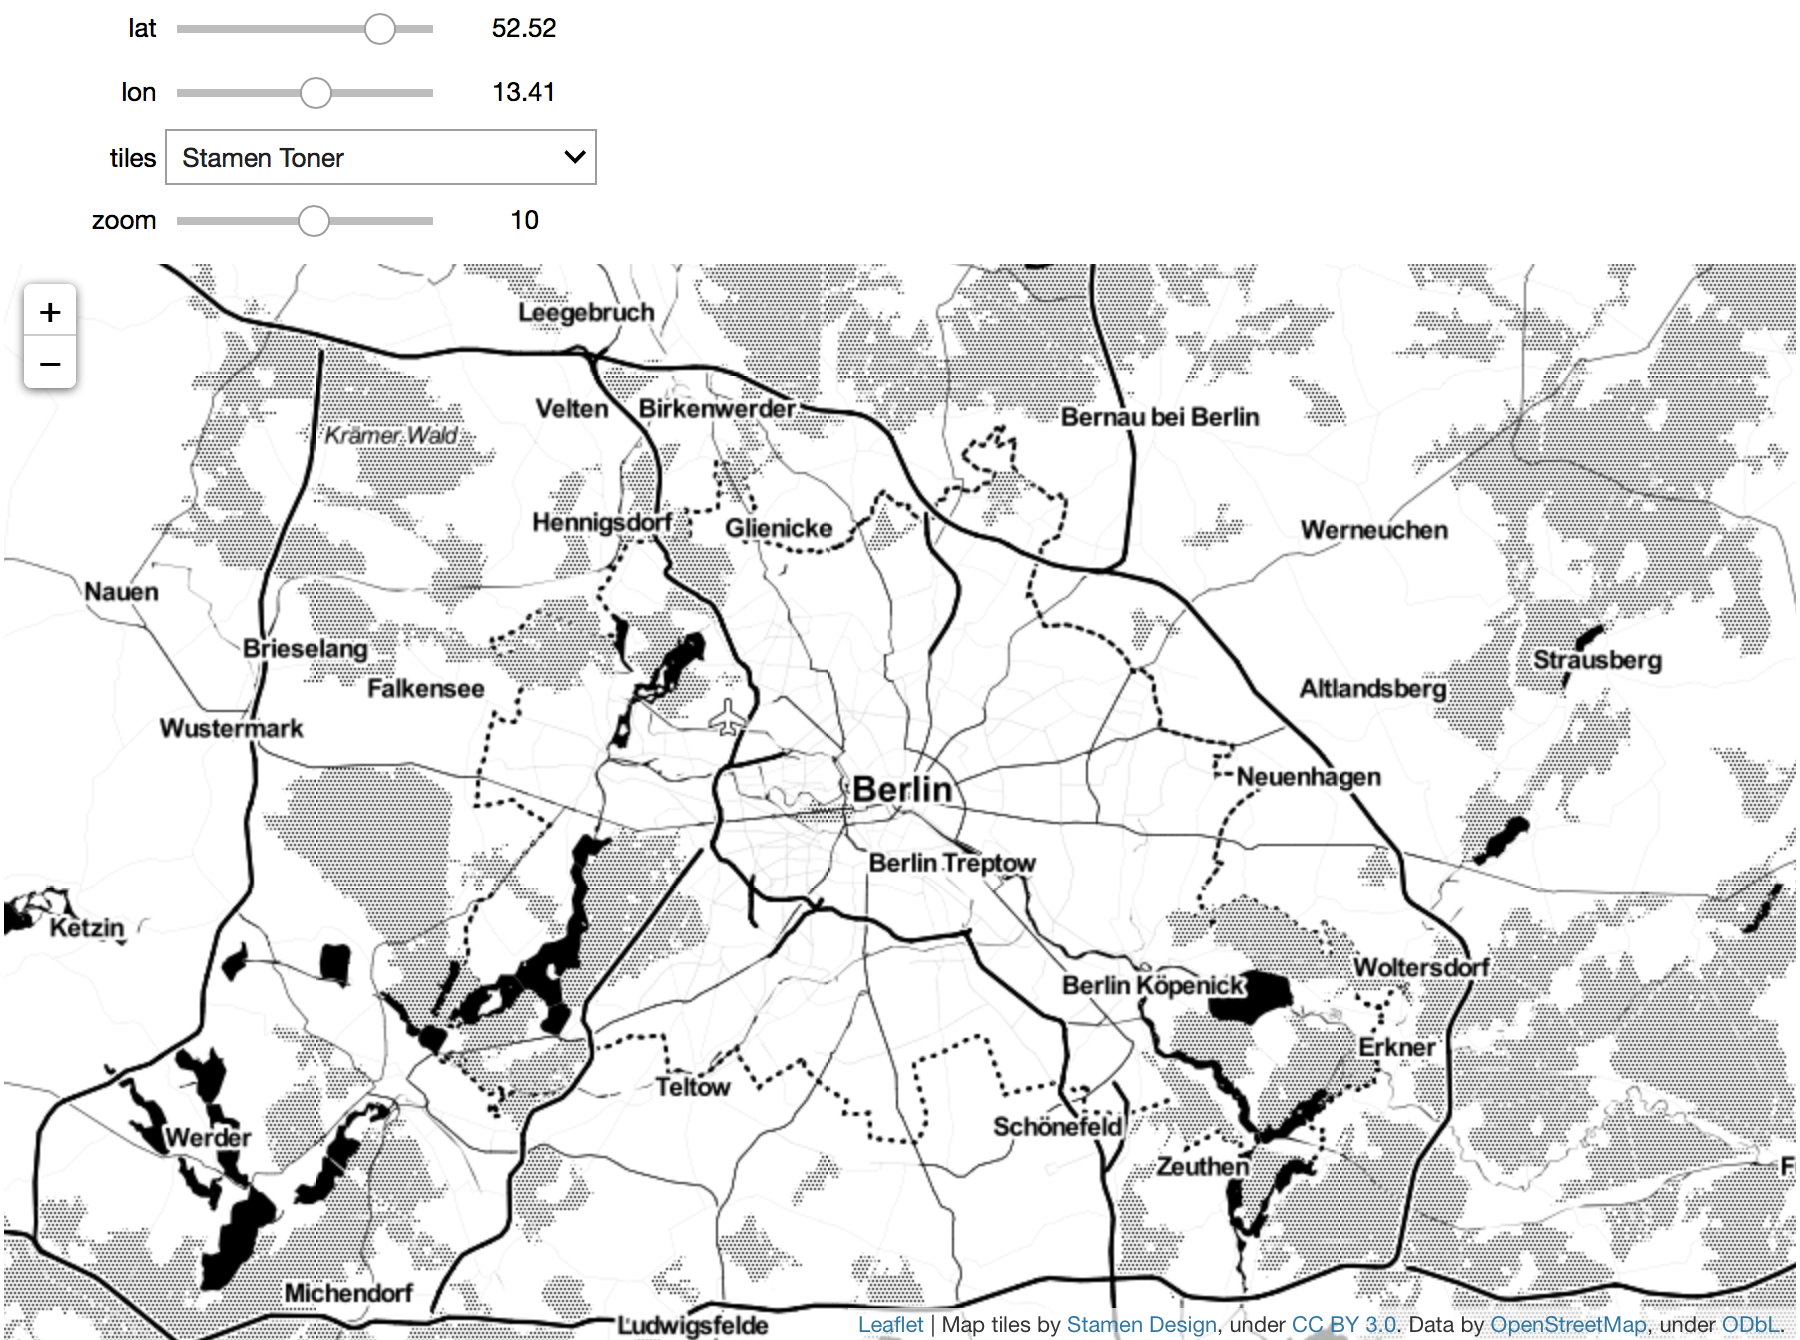 lat 52.52
lon 13.41
tiles Stamen Toner
zoom 10
+
−
Leegebruch
Velten Birkenwerder
Bernau bei Berlin
Krämer Wald
Hennigsdorf Glienicke
Werneuchen
Nauen
Brieselang
Strausberg
Falkensee
Altlandsberg
Wustermark
Neuenhagen
Berlin
Berlin Treptow
Ketzin
Woltersdorf
Berlin Köpenick
Erkner
Teltow
Schönefeld
Werder
Zeuthen
Michendorf
Ludwigsfelde
Leaflet | Map tiles by Stamen Design, under CC BY 3.0. Data by OpenStreetMap, under ODbL.